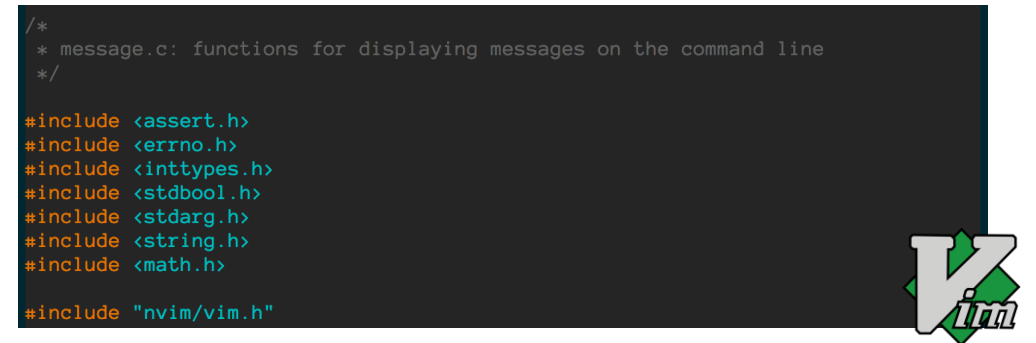 /*
 * message.c: functions for displaying messages on the command line
 */
#include <assert.h>
#include <errno.h>
#include <inttypes.h>
#include <stdbool.h>
#include <stdarg.h>
#include <string.h>
#include <math.h>
#include "nvim/vim.h"
Vim